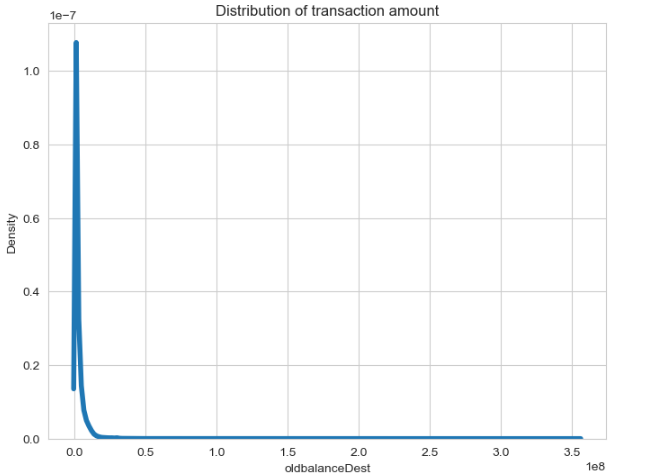 Distribution of transaction amount
1e−7
1.0
0.8
0.6
0.4
0.2
0.0
Density
0.0 0.5 1.0 1.5 2.0 2.5 3.0 3.5
1e8
oldbalanceDest